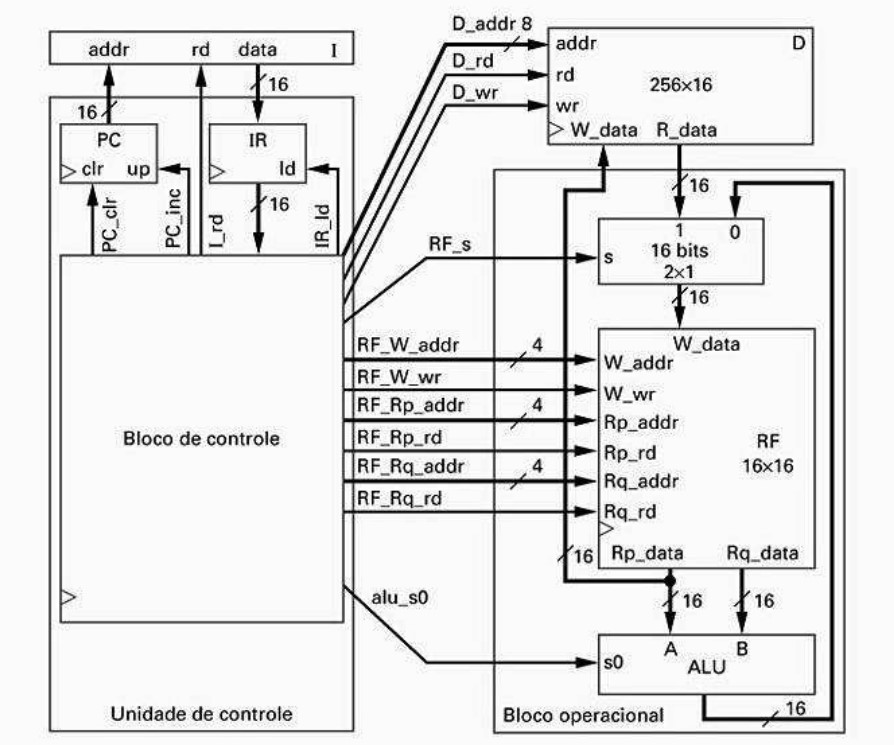 addr rd data I
16
16
PC
clr up
IR
ld
16
PC_clr
PC_inc
I_rd
IR_ld
Bloco de controle
Unidade de controle
D_addr 8
D_rd
D_wr
RF_s
RF_W_addr 4
RF_W_wr
RF_Rp_addr 4
RF_Rp_rd
RF_Rq_addr 4
RF_Rq_rd
alu_s0
addr D
rd
256×16
wr
W_data R_data
16
1 0
s 16 bits
2×1
16
W_data
W_addr
W_wr
Rp_addr
Rp_rd
Rq_addr
Rq_rd
RF
16×16
Rp_data Rq_data
16
16 16
A B
s0 ALU
16
Bloco operacional